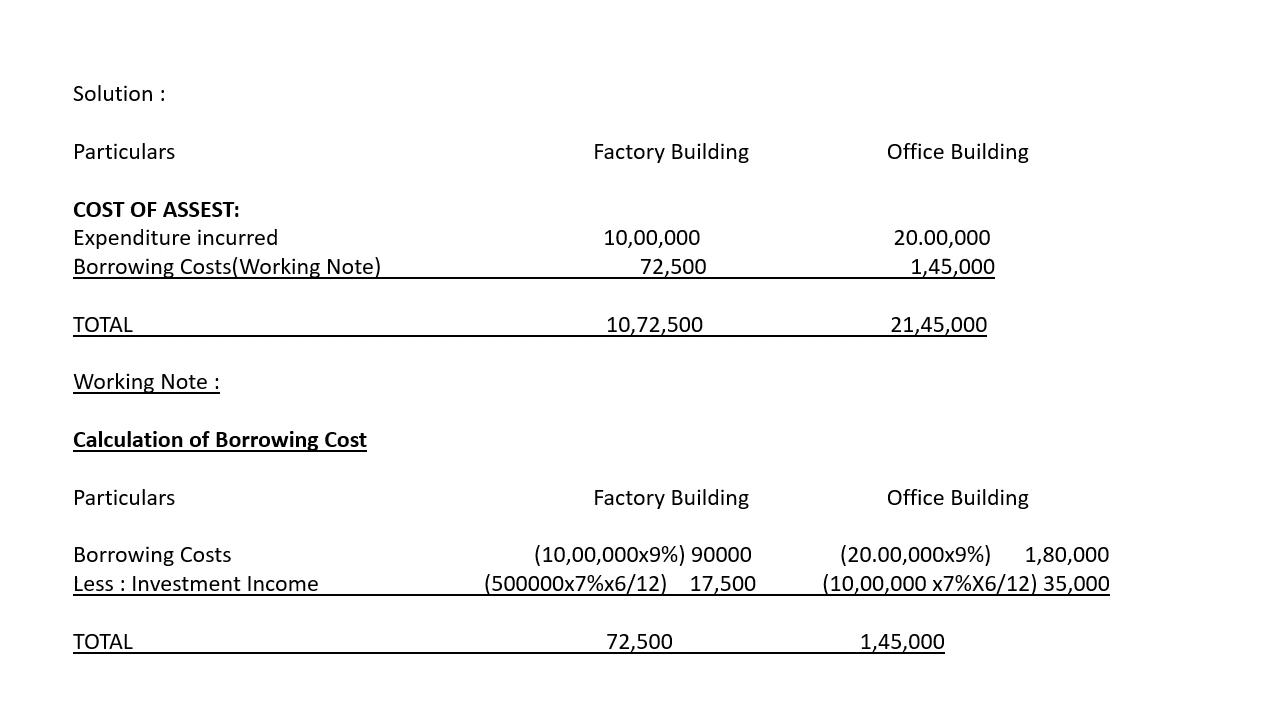 Solution :
Particulars Factory Building Office Building
COST OF ASSEST:
Expenditure incurred 10,00,000 20.00,000
Borrowing Costs(Working Note) 72,500 1,45,000
TOTAL 10,72,500 21,45,000
Working Note :
Calculation of Borrowing Cost
Particulars Factory Building Office Building
Borrowing Costs (10,00,000x9%) 90000 (20.00,000x9%) 1,80,000
Less : Investment Income (500000x7%x6/12) 17,500 (10,00,000 x7%X6/12) 35,000
TOTAL 72,500 1,45,000